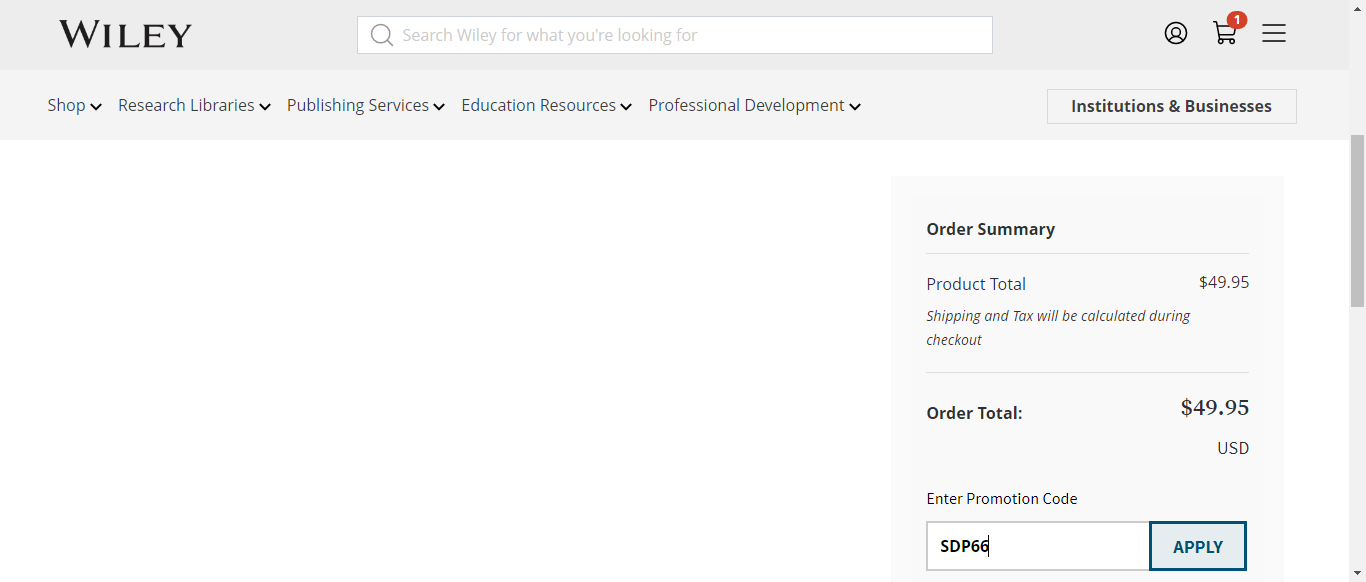 WILEY
Search Wiley for what you're looking for
1
Shop Research Libraries Publishing Services Education Resources Professional Development
Institutions & Businesses
Order Summary
Product Total $49.95
Shipping and Tax will be calculated during
checkout
Order Total: $49.95
USD
Enter Promotion Code
SDP66 APPLY